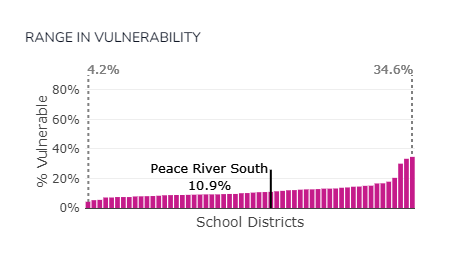 RANGE IN VULNERABILITY
4.2%
34.6%
80%
60%
40%
20%
0%
% Vulnerable
Peace River South
10.9%
School Districts